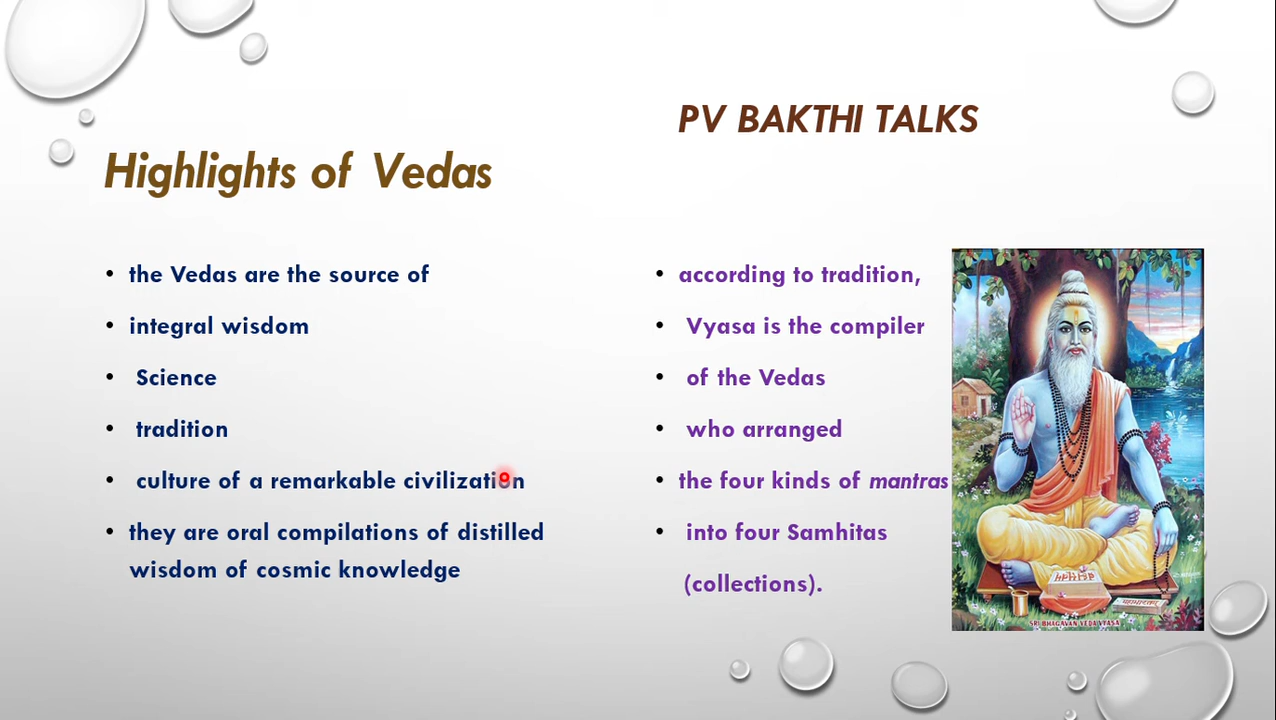 PV BAKTHI TALKS
Highlights of Vedas
• the Vedas are the source of
• integral wisdom
• Science
• tradition
• culture of a remarkable civilization
• they are oral compilations of distilled
wisdom of cosmic knowledge
• according to tradition,
• Vyasa is the compiler
• of the Vedas
• who arranged
• the four kinds of mantras
• into four Samhitas
(collections).
SRI BHAGAVAN VEDA VYASA